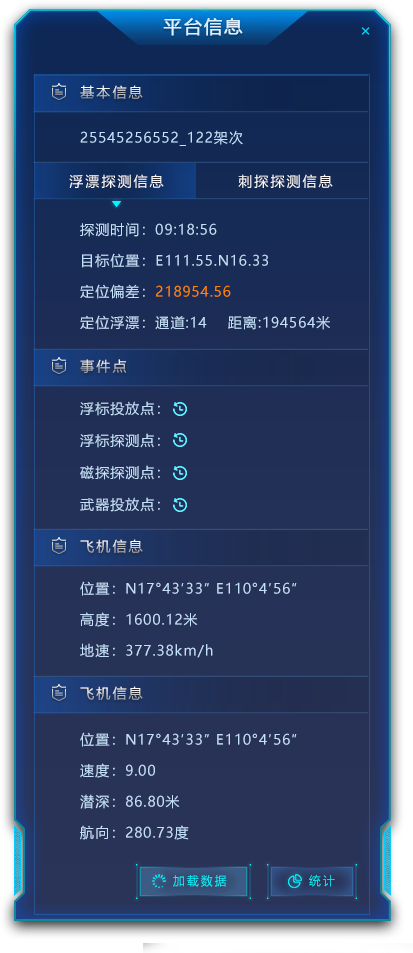 平台信息
基本信息
25545256552_122架次
浮漂探测信息 刺探探测信息
探测时间：09:18:56
目标位置：E111.55.N16.33
定位偏差：218954.56
定位浮漂：通道:14 距离:194564米
事件点
浮标投放点：
浮标探测点：
磁探探测点：
武器投放点：
飞机信息
位置：N17°43′33″ E110°4′56″
高度：1600.12米
地速：377.38km/h
飞机信息
位置：N17°43′33″ E110°4′56″
速度：9.00
潜深：86.80米
航向：280.73度
加载数据 统计